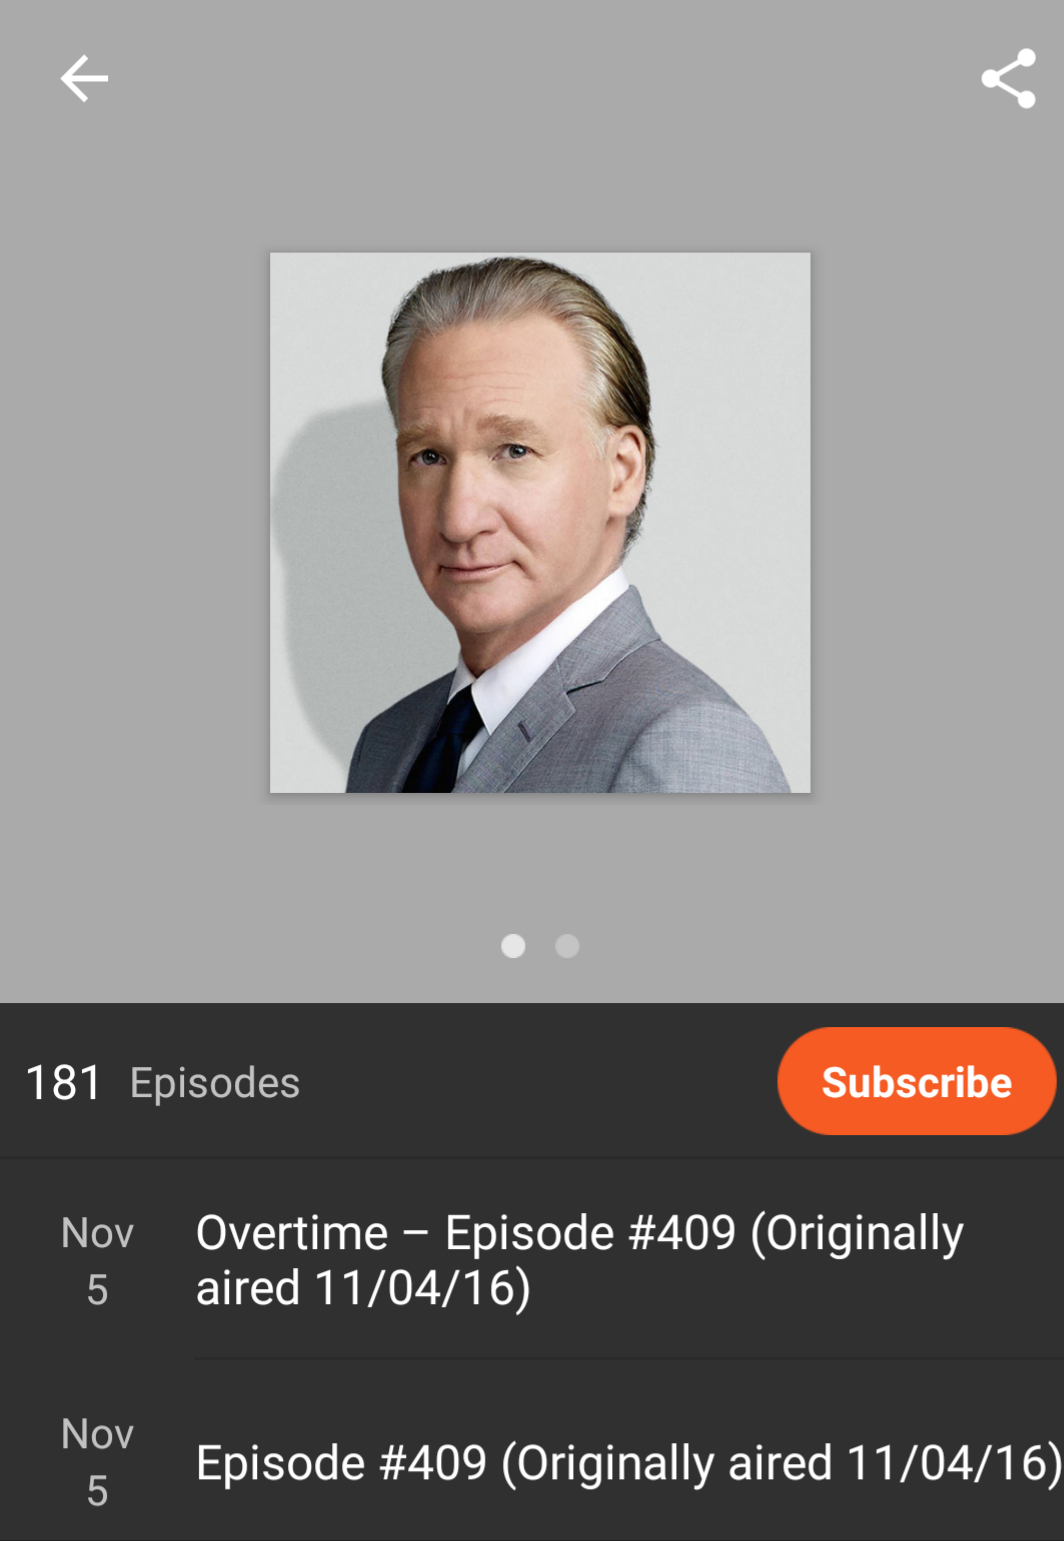 181 Episodes
Subscribe
Nov
5
Overtime – Episode #409 (Originally
aired 11/04/16)
Nov
5
Episode #409 (Originally aired 11/04/16)